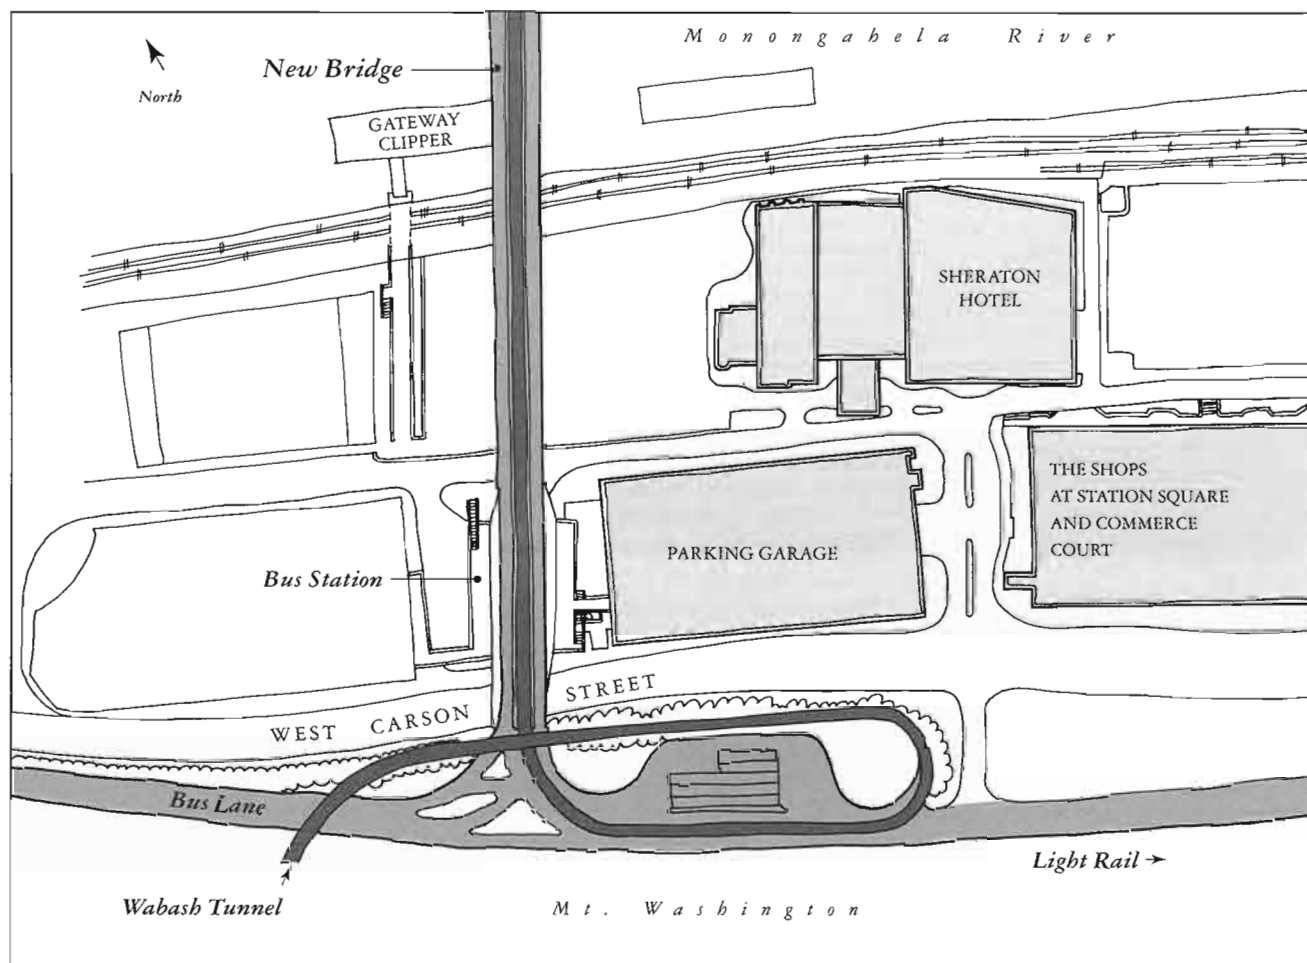 Monongahela River
New Bridge
North
GATEWAY
CLIPPER
SHERATON
HOTEL
THE SHOPS
AT STATION SQUARE
AND COMMERCE
COURT
PARKING GARAGE
Bus Station
WEST CARSON STREET
Bus Lane
Light Rail
Wabash Tunnel
Mt. Washington